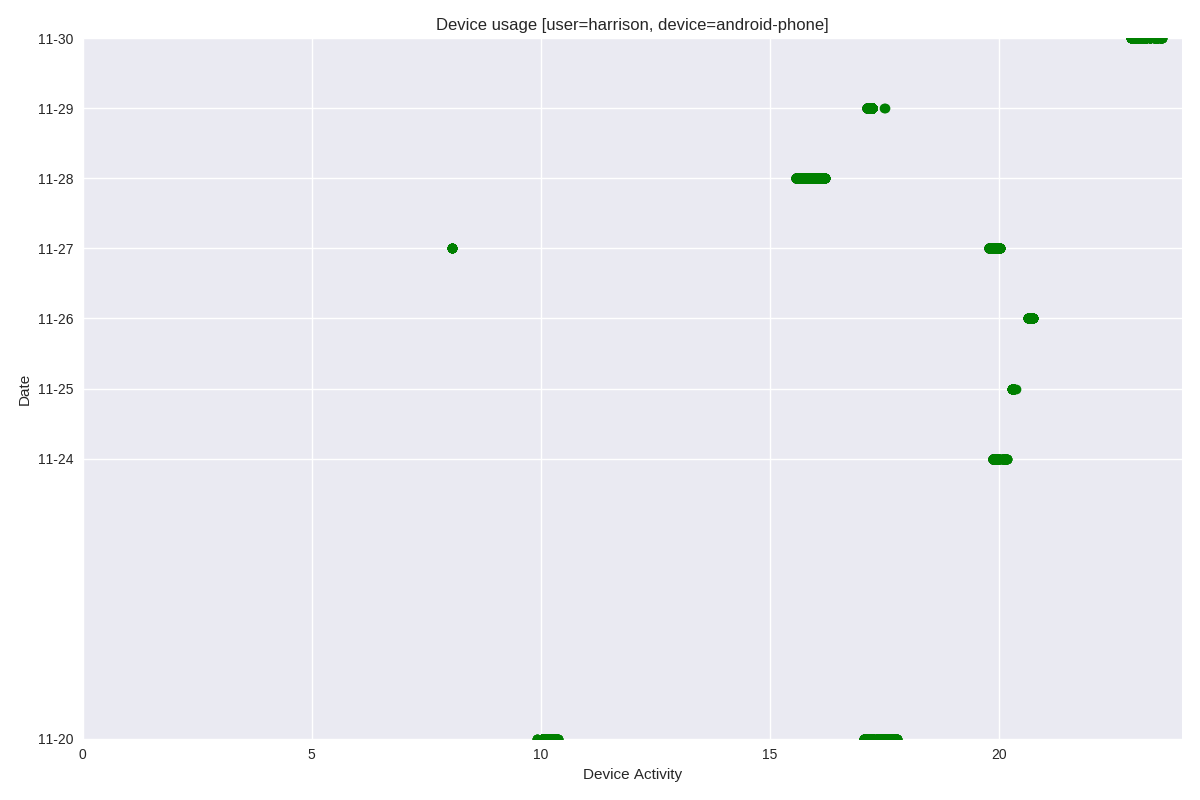 Device usage [user=harrison, device=android-phone]
11-30
11-29
11-28
11-27
11-26
11-25
11-24
11-20
Date
0 5 10 15 20
Device Activity